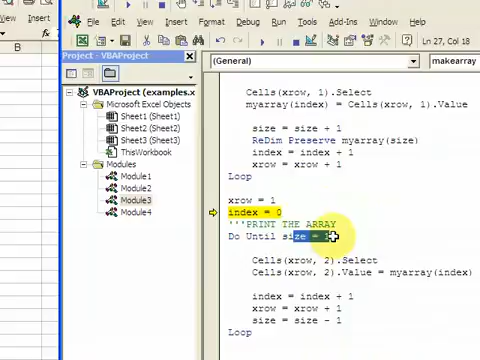 Edit View Insert Format Debug Run Tools Add-Ins Window Help
Ln 27, Col 18
B
Project - VBAProject
(General)
makearray
VBAProject (examples.x
Microsoft Excel Objects
Sheet1 (Sheet1)
Sheet2 (Sheet2)
Sheet3 (Sheet3)
ThisWorkbook
Modules
Module1
Module2
Module3
Module4
Cells(xrow, 1).Select
myarray(index) = Cells(xrow, 1).Value
size = size + 1
ReDim Preserve myarray(size)
index = index + 1
xrow = xrow + 1
Loop
xrow = 1
index = 0
'''PRINT THE ARRAY
Do Until size =
Cells(xrow, 2).Select
Cells(xrow, 2).Value = myarray(index)
index = index + 1
xrow = xrow + 1
size = size - 1
Loop